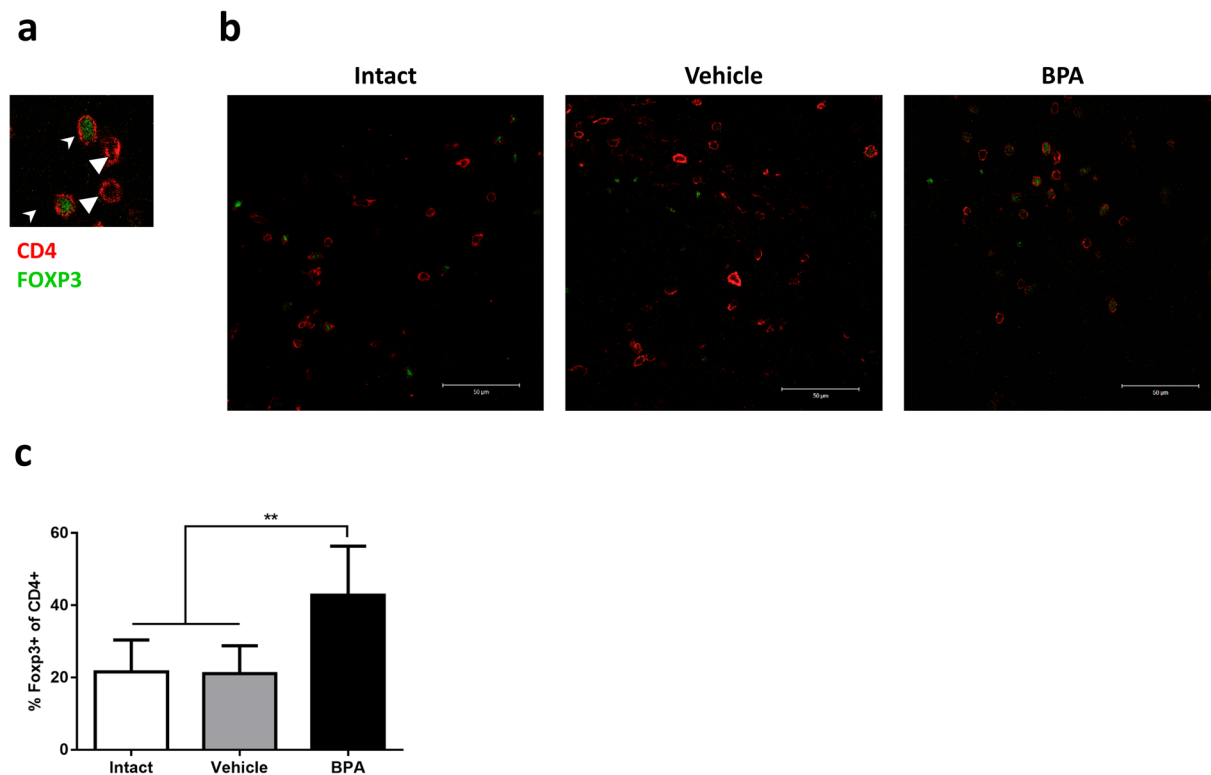 a
b
Intact
Vehicle
BPA
CD4
FOXP3
50 µm
50 µm
50 µm
c
**
% Foxp3+ of CD4+
60
40
20
0
Intact
Vehicle
BPA